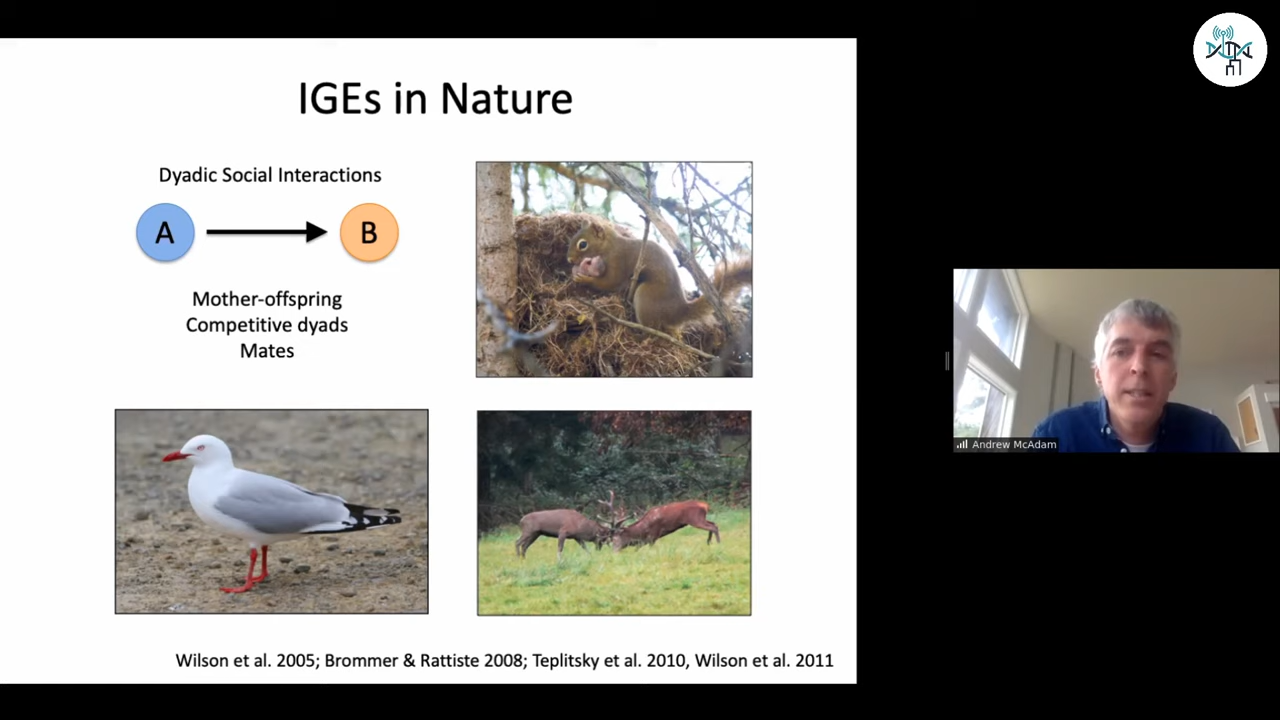 IGEs in Nature
Dyadic Social Interactions
A
B
Mother-offspring
Competitive dyads
Mates
Wilson et al. 2005; Brommer & Rattiste 2008; Teplitsky et al. 2010, Wilson et al. 2011
Andrew McAdam